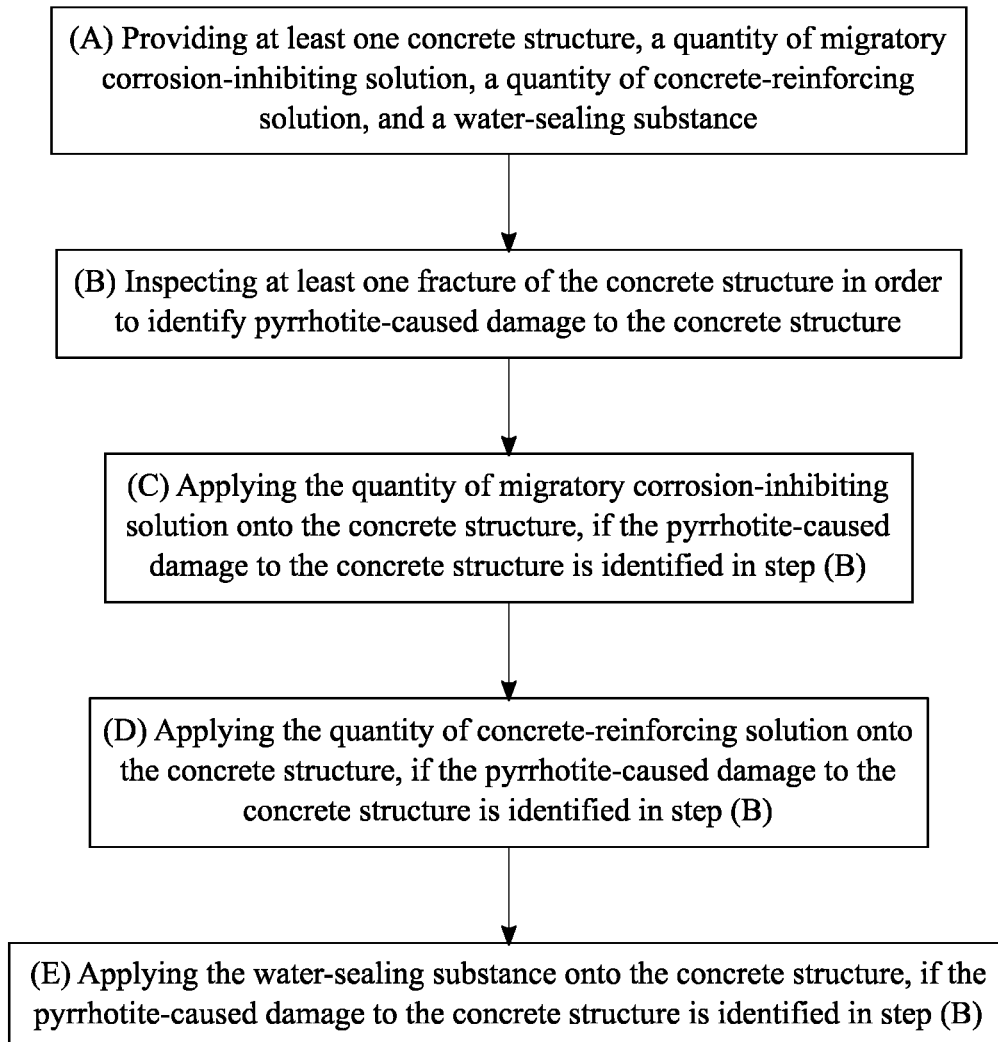 (A) Providing at least one concrete structure, a quantity of migratory
corrosion-inhibiting solution, a quantity of concrete-reinforcing
solution, and a water-sealing substance
(B) Inspecting at least one fracture of the concrete structure in order
to identify pyrrhotite-caused damage to the concrete structure
(C) Applying the quantity of migratory corrosion-inhibiting
solution onto the concrete structure, if the pyrrhotite-caused
damage to the concrete structure is identified in step (B)
(D) Applying the quantity of concrete-reinforcing solution onto
the concrete structure, if the pyrrhotite-caused damage to the
concrete structure is identified in step (B)
(E) Applying the water-sealing substance onto the concrete structure, if the
pyrrhotite-caused damage to the concrete structure is identified in step (B)